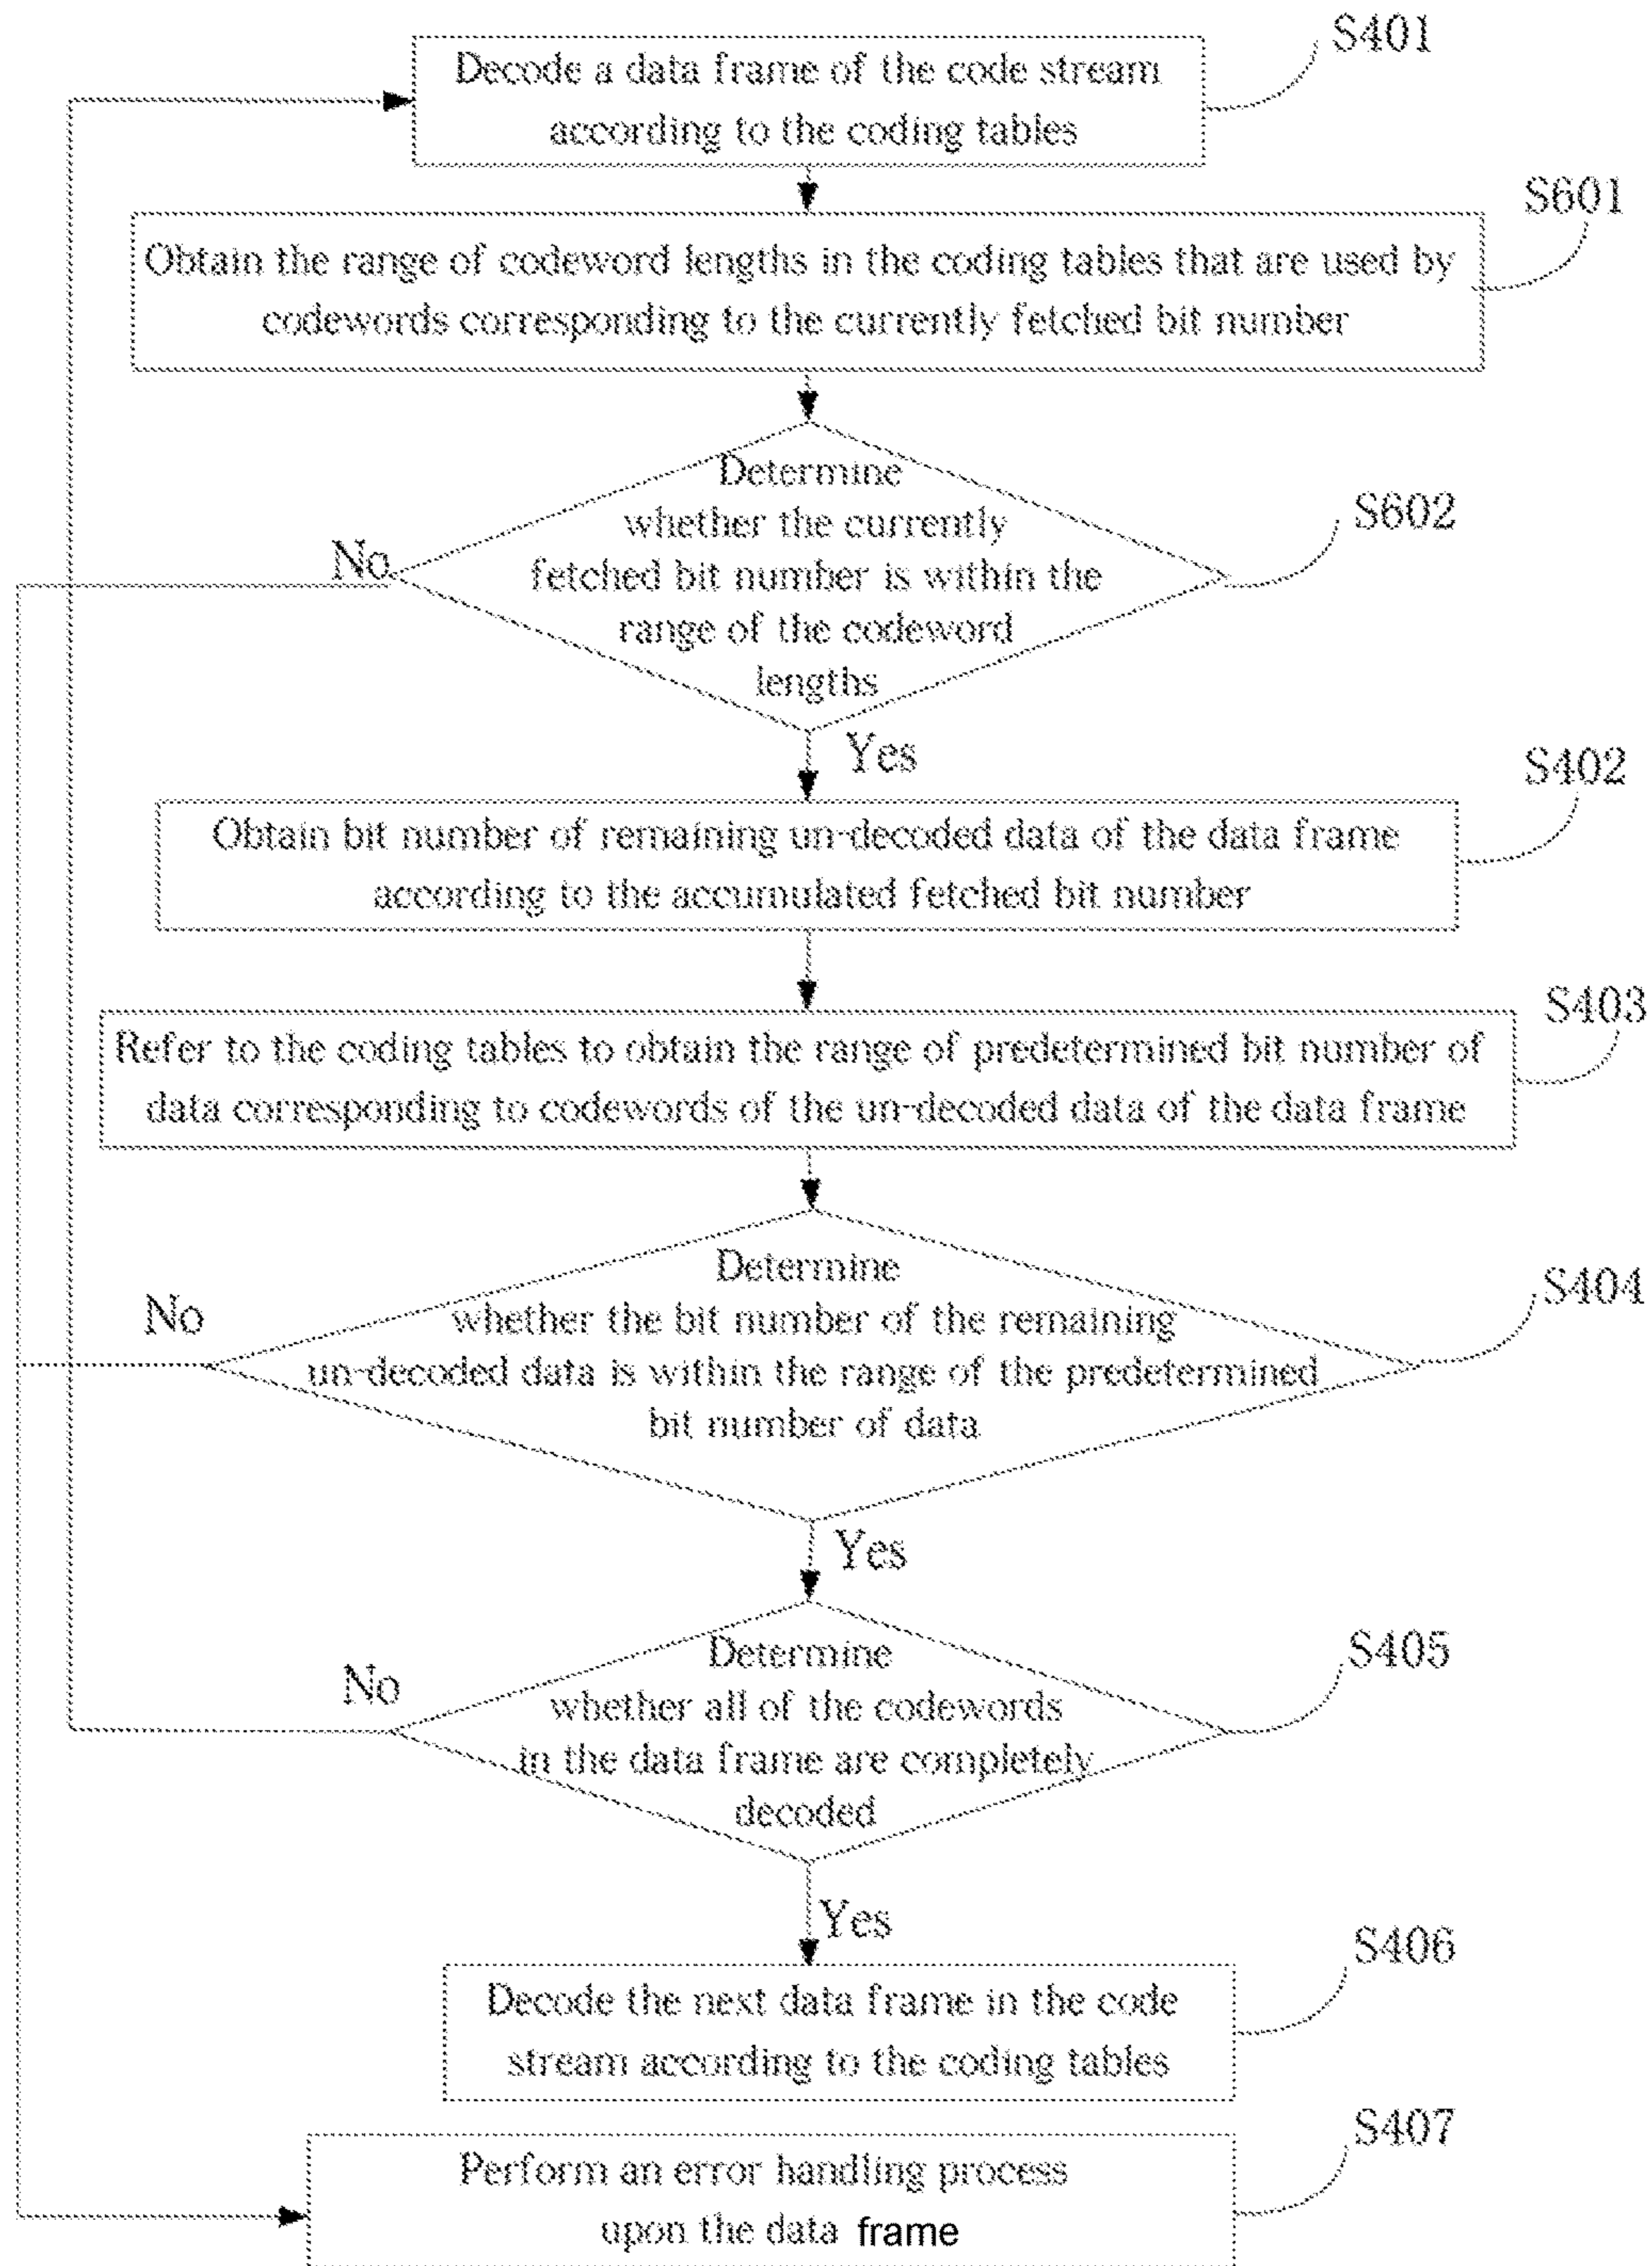 S401
Decode a data frame of the code stream
according to the coding tables
S601
Obtain the range of codeword lengths in the coding tables that are used by
codewords corresponding to the currently fetched bit number
Determine
whether the currently
fetched bit number is within the
range of the codeword
lengths
S602
No
Yes
S402
Obtain bit number of remaining un-decoded data of the data frame
according to the accumulated fetched bit number
S403
Refer to the coding tables to obtain the range of predetermined bit number of
data corresponding to codewords of the un-decoded data of the data frame
Determine
whether the bit number of the remaining
un-decoded data is within the range of the predetermined
bit number of data
S404
No
Yes
Determine
whether all of the codewords
in the data frame are completely
decoded
S405
No
Yes
S406
Decode the next data frame in the code
stream according to the coding tables
S407
Perform an error handling process
upon the data frame